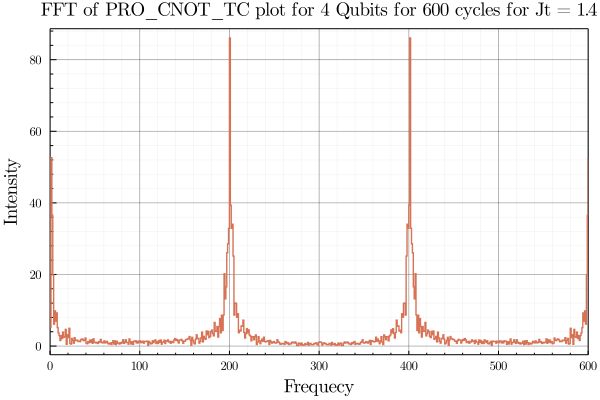 FFT of PRO_CNOT_TC plot for 4 Qubits for 600 cycles for Jt = 1.4
80
60
40
20
0
Intensity
0 100 200 300 400 500 600
Frequecy